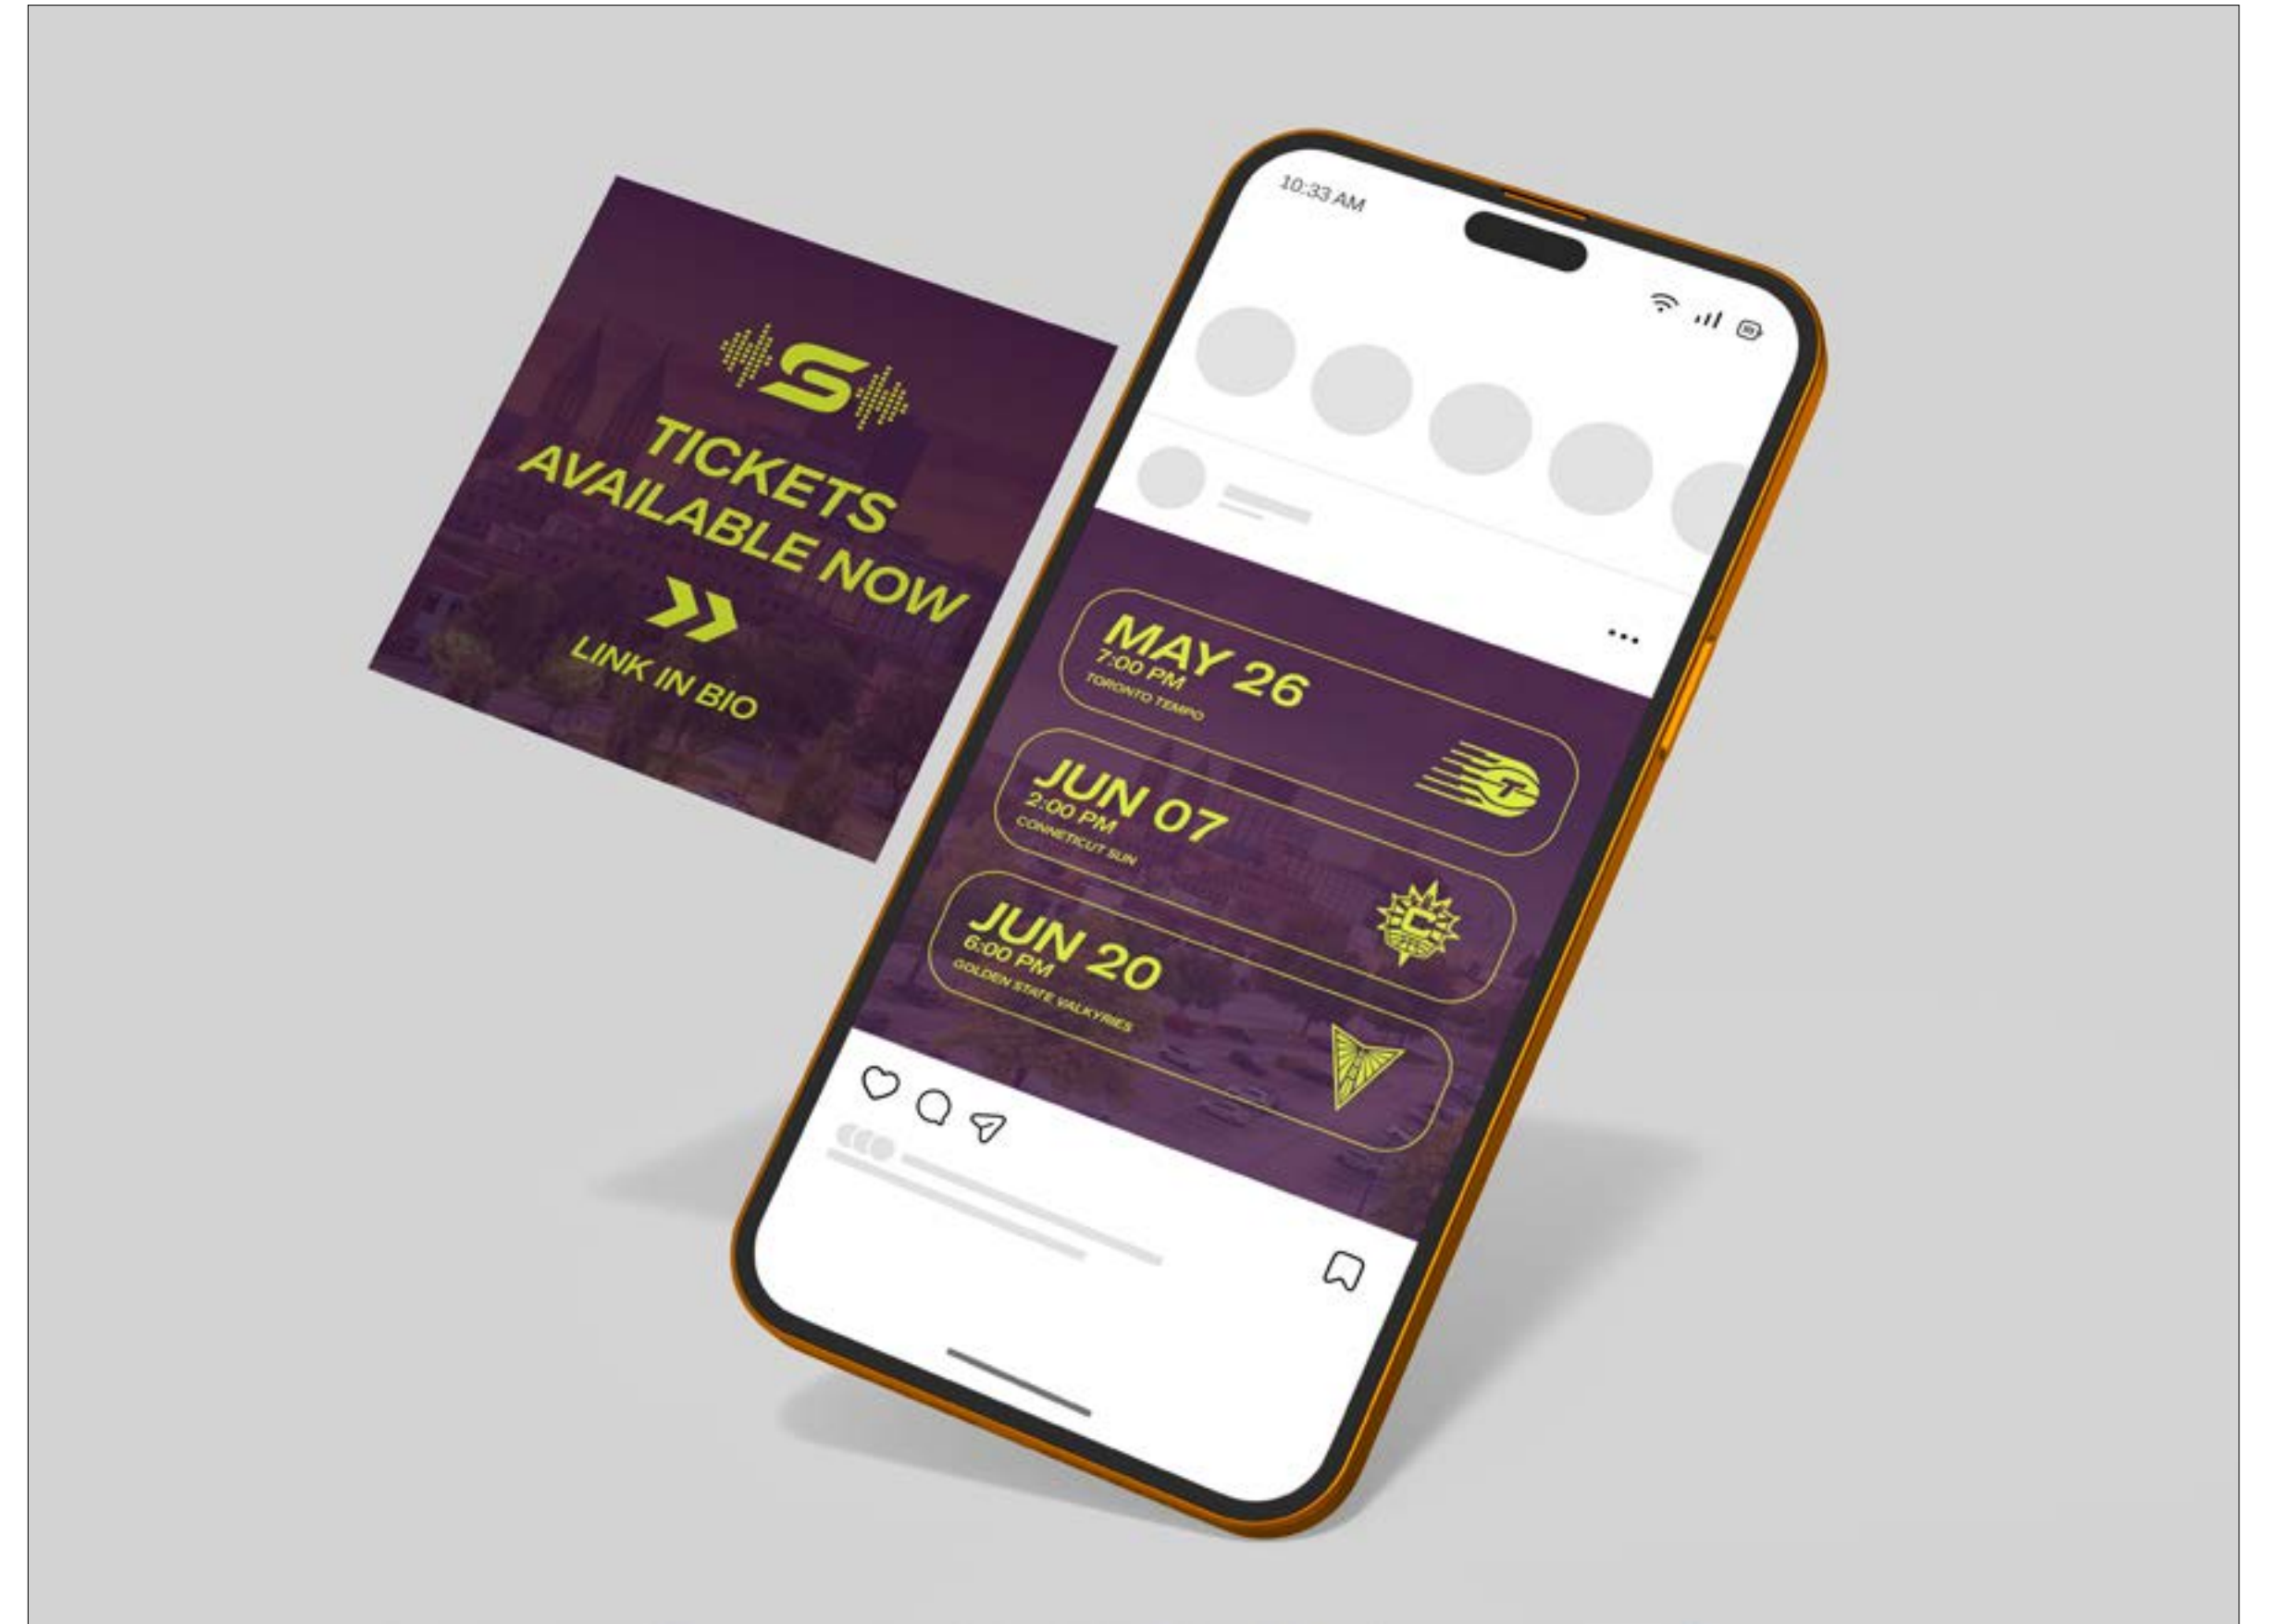 S
TICKETS
AVAILABLE NOW
LINK IN BIO
10:33 AM
MAY 26
7:00 PM
TORONTO TEMPO
T
JUN 07
2:00 PM
CONNETICUT SUN
C
JUN 20
6:00 PM
GOLDEN STATE VALKYRIES